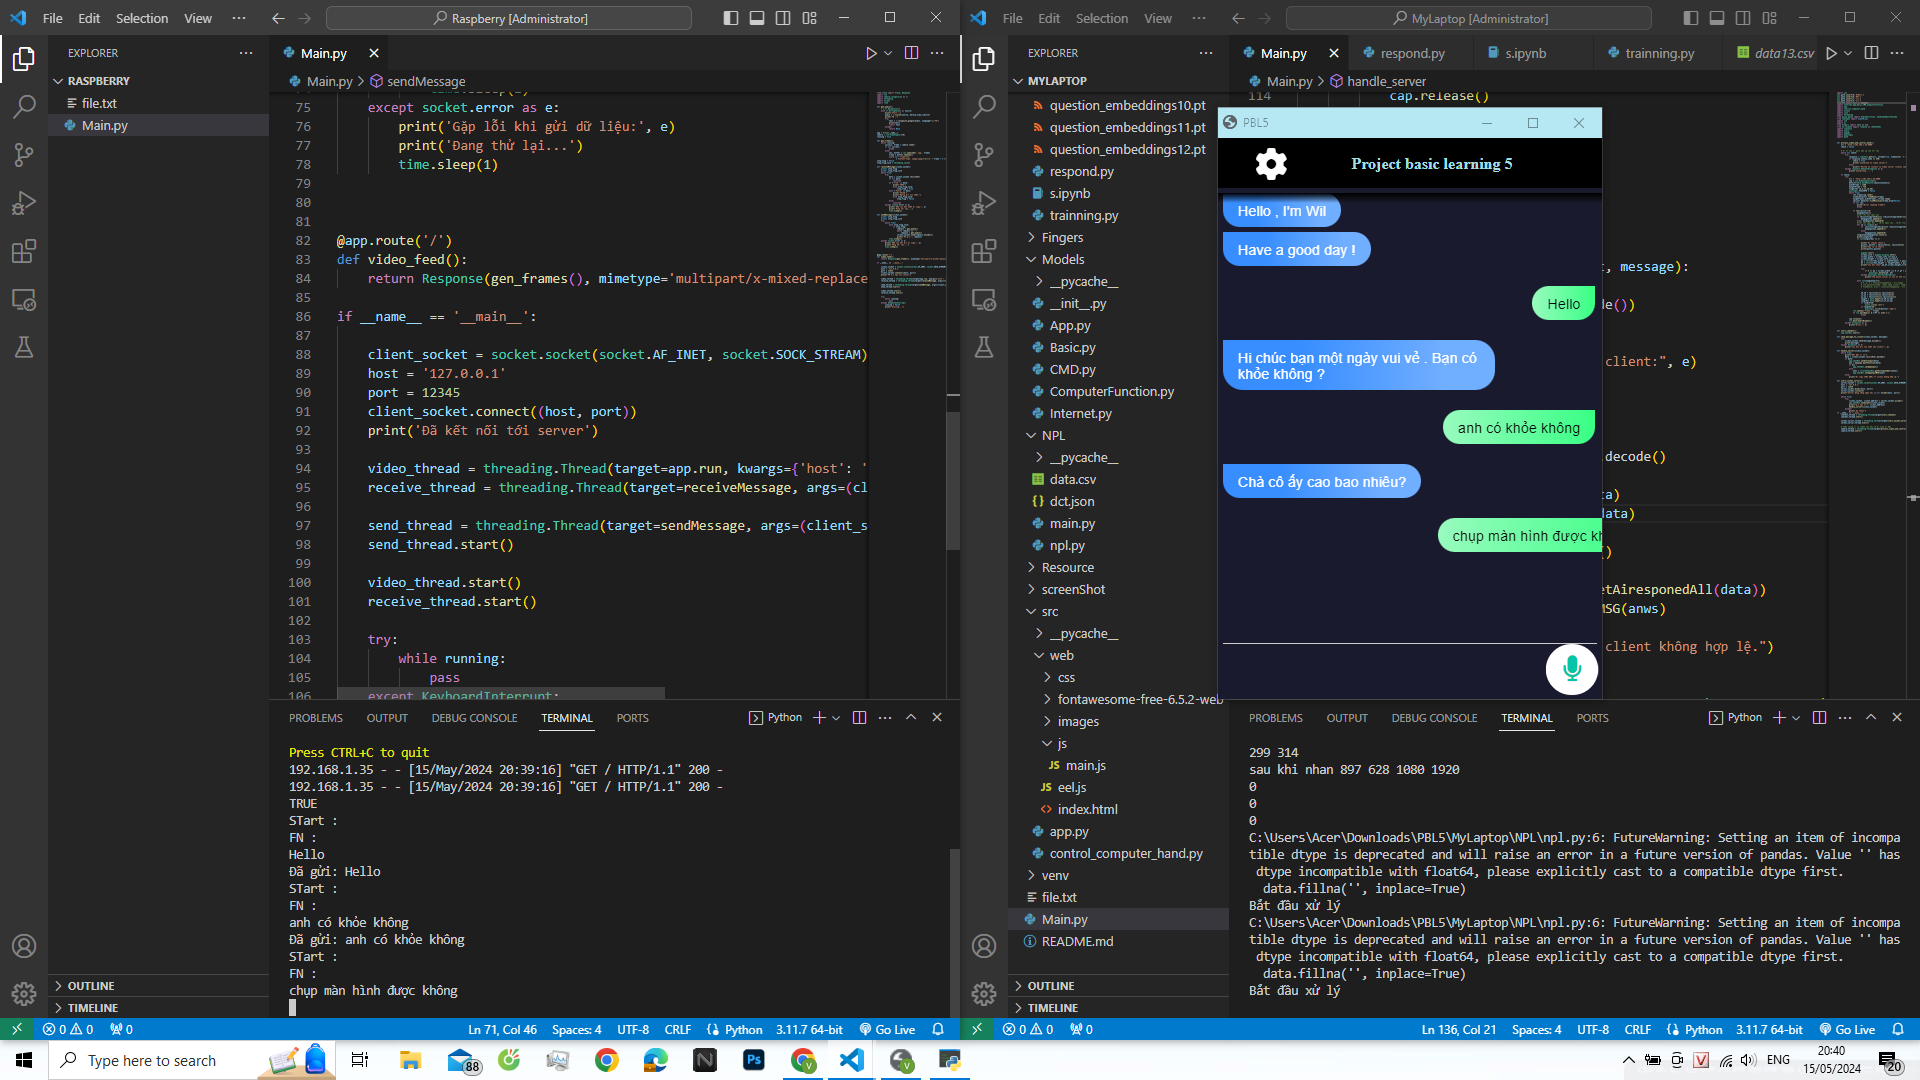 File Edit Selection View ··· Raspberry [Administrator]
EXPLORER
RASPBERRY
file.txt
Main.py
OUTLINE
TIMELINE
Main.py
Main.py > sendMessage
75 except socket.error as e:
76 print('Gặp lỗi khi gửi dữ liệu:', e)
77 print('Đang thử lại...')
78 time.sleep(1)
79
80
81
82 @app.route('/')
83 def video_feed():
84 return Response(gen_frames(), mimetype='multipart/x-mixed-replace
85
86 if __name__ == '__main__':
87
88 client_socket = socket.socket(socket.AF_INET, socket.SOCK_STREAM)
89 host = '127.0.0.1'
90 port = 12345
91 client_socket.connect((host, port))
92 print('Đã kết nối tới server')
93
94 video_thread = threading.Thread(target=app.run, kwargs={'host': '
95 receive_thread = threading.Thread(target=receiveMessage, args=(cl
96
97 send_thread = threading.Thread(target=sendMessage, args=(client_s
98 send_thread.start()
99
100 video_thread.start()
101 receive_thread.start()
102
103 try:
104 while running:
105 pass
106 except KeyboardInterrupt:
PROBLEMS OUTPUT DEBUG CONSOLE TERMINAL PORTS Python
Press CTRL+C to quit
192.168.1.35 - - [15/May/2024 20:39:16] "GET / HTTP/1.1" 200 -
192.168.1.35 - - [15/May/2024 20:39:16] "GET / HTTP/1.1" 200 -
TRUE
STart :
FN :
Hello
Đã gửi: Hello
STart :
FN :
anh có khỏe không
Đã gửi: anh có khỏe không
STart :
FN :
chụp màn hình được không
0 0 0 Ln 71, Col 46 Spaces: 4 UTF-8 CRLF Python 3.11.7 64-bit Go Live
File Edit Selection View ··· MyLaptop [Administrator]
EXPLORER
MYLAPTOP
question_embeddings10.pt
question_embeddings11.pt
question_embeddings12.pt
respond.py
s.ipynb
trainning.py
Fingers
Models
__pycache__
__init__.py
App.py
Basic.py
CMD.py
ComputerFunction.py
Internet.py
NPL
__pycache__
data.csv
dct.json
main.py
npl.py
Resource
screenShot
src
__pycache__
web
css
fontawesome-free-6.5.2-web
images
js
main.js
eel.js
index.html
app.py
control_computer_hand.py
venv
file.txt
Main.py
README.md
OUTLINE
TIMELINE
Main.py respond.py s.ipynb trainning.py data13.csv
Main.py > handle_server
114 cap.release()
, message):
de())
client:", e)
.decode()
ta)
data)
()
etAiresponedAll(data))
MSG(anws)
client không hợp lệ.")
PBL5
Project basic learning 5
Hello , I'm Wil
Have a good day !
Hello
Hi chúc bạn một ngày vui vẻ . Bạn có
khỏe không ?
anh có khỏe không
Chà cô ấy cao bao nhiêu?
chụp màn hình được kh
PROBLEMS OUTPUT DEBUG CONSOLE TERMINAL PORTS Python
299 314
sau khi nhan 897 628 1080 1920
0
0
0
C:\Users\Acer\Downloads\PBL5\MyLaptop\NPL\npl.py:6: FutureWarning: Setting an item of incompa
tible dtype is deprecated and will raise an error in a future version of pandas. Value '' has
dtype incompatible with float64, please explicitly cast to a compatible dtype first.
data.fillna('', inplace=True)
Bắt đầu xử lý
C:\Users\Acer\Downloads\PBL5\MyLaptop\NPL\npl.py:6: FutureWarning: Setting an item of incompa
tible dtype is deprecated and will raise an error in a future version of pandas. Value '' has
dtype incompatible with float64, please explicitly cast to a compatible dtype first.
data.fillna('', inplace=True)
Bắt đầu xử lý
0 0 0 Ln 136, Col 21 Spaces: 4 UTF-8 CRLF Python 3.11.7 64-bit Go Live
Type here to search 88 ENG 20:40
15/05/2024 20